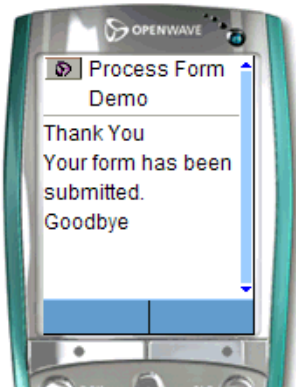 OPENWAVE
Process Form
Demo
Thank You
Your form has been
submitted.
Goodbye